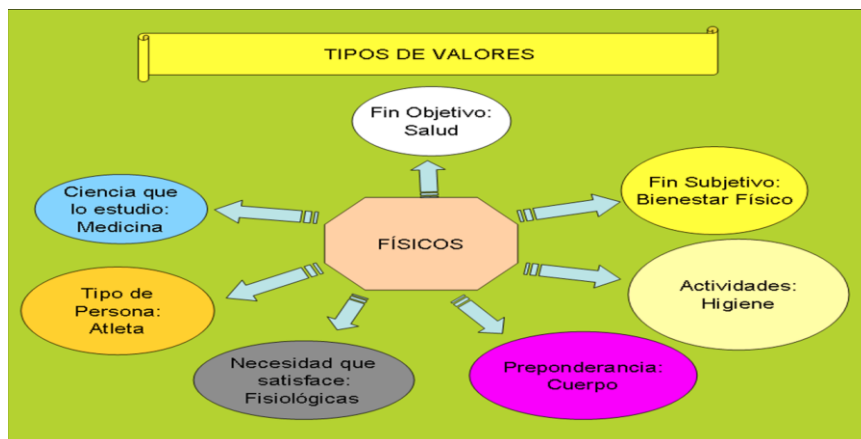 TIPOS DE VALORES
Fin Objetivo:
Salud
Ciencia que
lo estudio:
Medicina
Fin Subjetivo:
Bienestar Físico
FÍSICOS
Tipo de
Persona:
Atleta
Actividades:
Higiene
Necesidad que
satisface:
Fisiológicas
Preponderancia:
Cuerpo